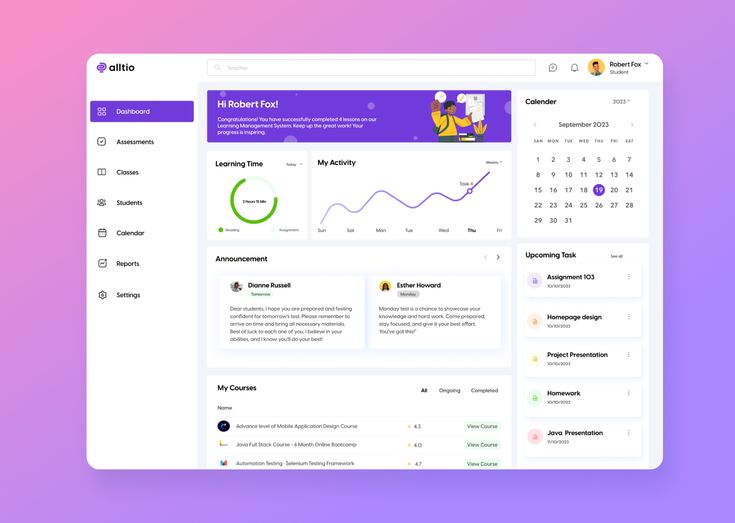 alltio
Teacher
Robert Fox
Student
Dashboard
Assessments
Classes
Students
Calendar
Reports
Settings
Hi Robert Fox!
Congratulations! You have successfully completed 4 lessons on our
Learning Management System. Keep up the great work! Your
progress is inspiring.
Learning Time
Today
2 Hours 15 Min
Reading
Assignment
My Activity
Weekly
Task 4
Sun Sat Mon Tue Wed Thu Fri
Announcement
Dianne Russell
Tomorrow
Dear students, I hope you are prepared and feeling
confident for tomorrow's test. Please remember to
arrive on time and bring all necessary materials.
Best of luck to each one of you. I believe in your
abilities, and I know you'll do your best!
Esther Howard
Monday
Monday test is a chance to showcase your
knowledge and hard work. Come prepared,
stay focused, and give it your best effort.
You've got this!"
My Courses
All Ongoing Completed
Name
Advance level of Mobile Application Design Course 4.3 View Course
Java Full Stack Course - 6 Month Online Bootcamp 4.0 View Course
Automation Testing - Selenium Testing Framework 4.7 View Course
Calender
2023
September 2023
SAN MON TUE WED THU FRI SAT
1 2 3 4 5 6 7
8 9 10 11 12 13 14
15 17 18 19 20 21
22 23 24 25 26 27 28
29 30 31
Upcoming Task
See all
Assignment 103
10/10/2023
Homepage design
10/10/2023
Project Presentation
10/10/2023
Homework
10/10/2023
Java Presentation
11/10/2023